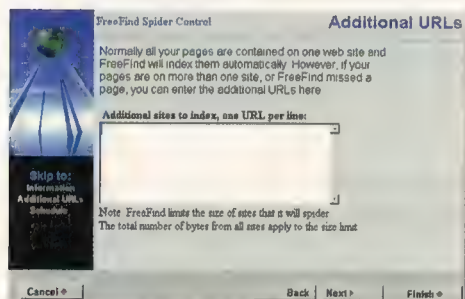 FreeFind Spider Control
Additional URLs
Normally all your pages are contained on one web site and
FreeFind will index them automatically. However, if your
pages are on more than one site, or FreeFind missed a
page, you can enter the additional URLs here
Additional sites to index, one URL per line:
Skip to:
Information
Additional URLs
Schedule
Note FreeFind limits the size of sites that it will spider
The total number of bytes from all sites apply to the size limit
Cancel
Back
Next
Finish